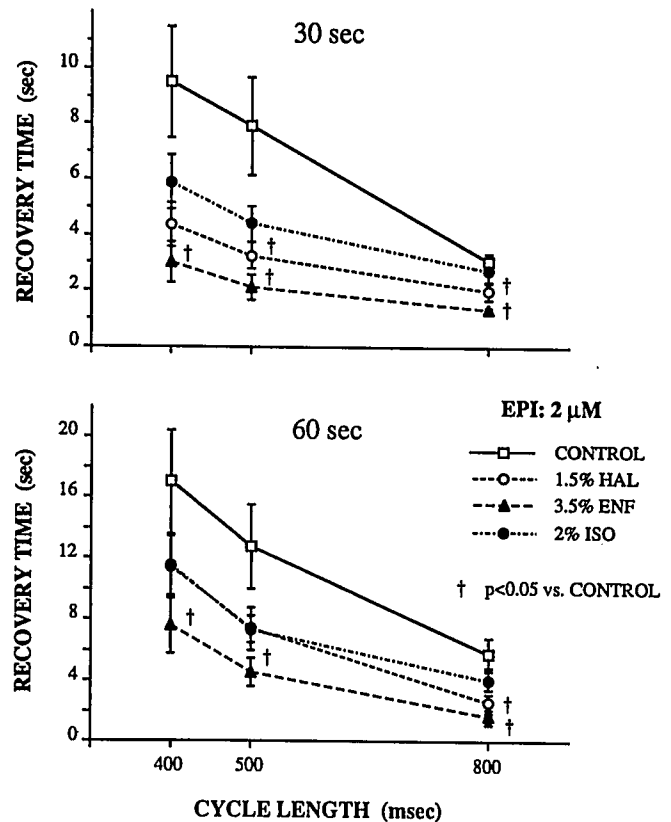 30 sec
RECOVERY TIME (sec)
10
8
6
4
2
0
†
†
†
†
†
60 sec
RECOVERY TIME (sec)
20
16
12
8
4
0
†
†
†
†
EPI: 2 μM
CONTROL
1.5% HAL
3.5% ENF
2% ISO
† p<0.05 vs. CONTROL
400
500
800
CYCLE LENGTH (msec)